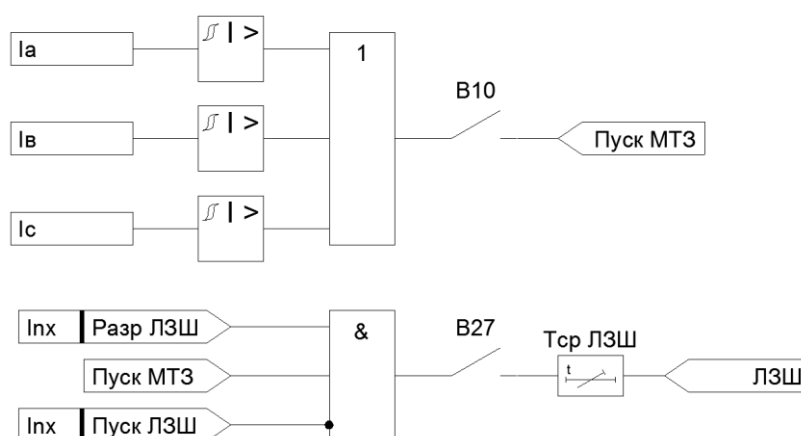 Ia
I >
1
B10
Iв
I >
Пуск МТЗ
Ic
I >
Inx Разр ЛЗШ
&
B27
Тср ЛЗШ
Пуск МТЗ
t
ЛЗШ
Inx Пуск ЛЗШ